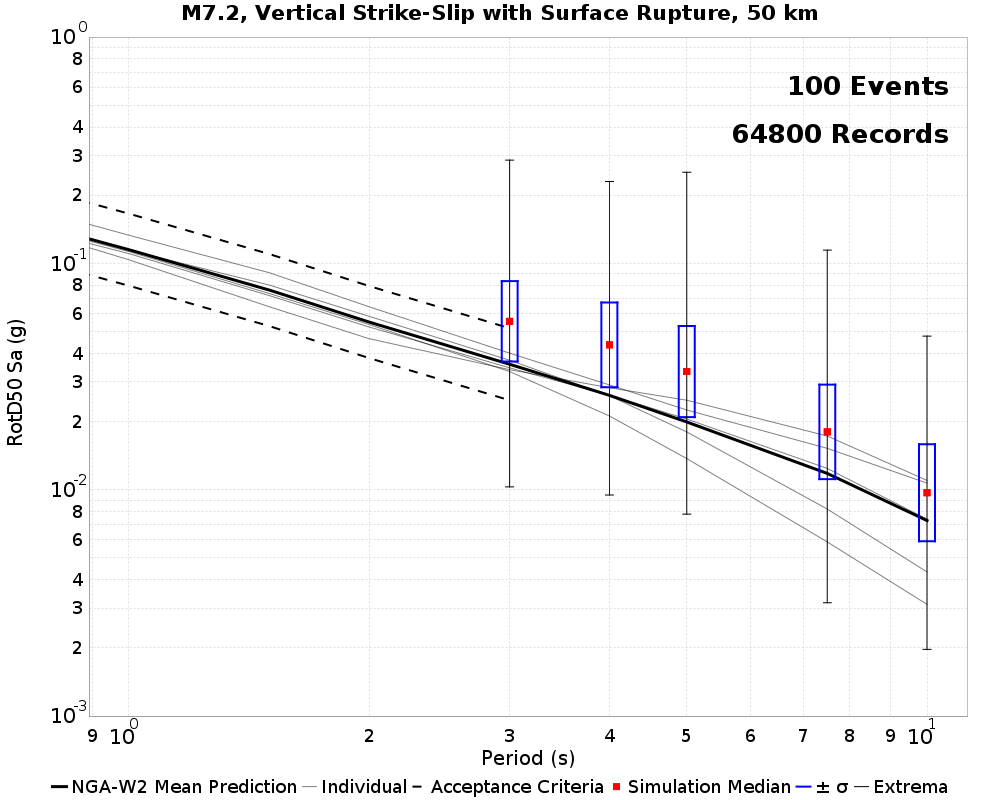 M7.2, Vertical Strike-Slip with Surface Rupture, 50 km
100 Events
64800 Records
RotD50 Sa (g)
10^0
8
6
4
3
2
10^-1
8
6
4
3
2
10^-2
8
6
4
3
2
10^-3
9 10^0 2 3 4 5 6 7 8 9 10^1
Period (s)
NGA-W2 Mean Prediction Individual Acceptance Criteria Simulation Median ± σ Extrema